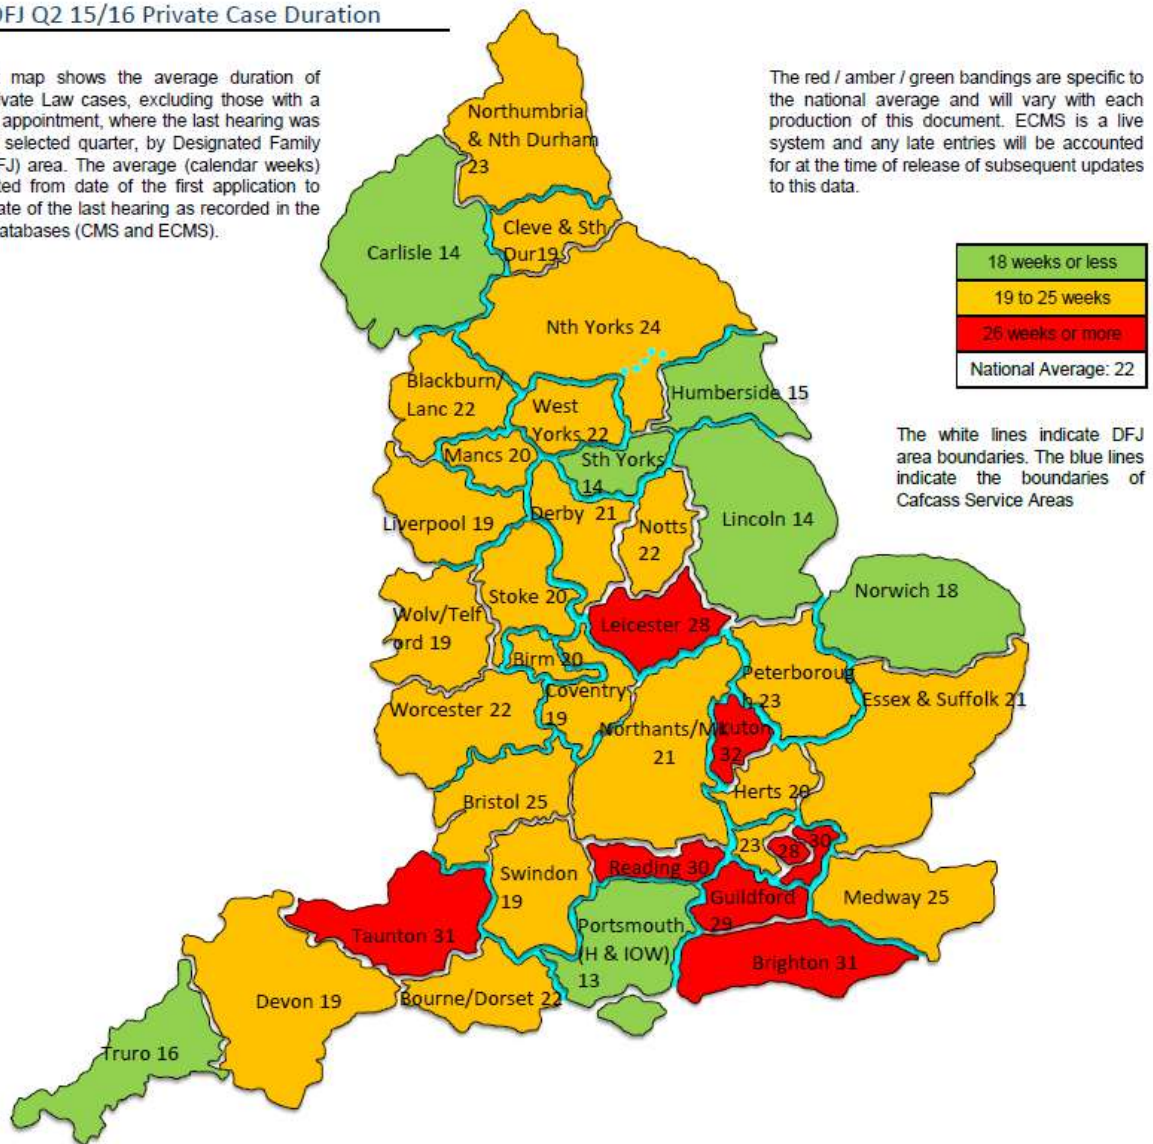 DFJ Q2 15/16 Private Case Duration
map shows the average duration of
Law cases, excluding those with a
appointment, where the last hearing was
selected quarter, by Designated Family
area. The average (calendar weeks)
from date of the first application to
of the last hearing as recorded in the
(CMS and ECMS).
The red / amber / green bandings are specific to
the national average and will vary with each
production of this document. ECMS is a live
system and any late entries will be accounted
for at the time of release of subsequent updates
to this data.
18 weeks or less
19 to 25 weeks
26 weeks or more
National Average: 22
The white lines indicate DFJ
area boundaries. The blue lines
indicate the boundaries of
Cafcass Service Areas
Northumbria
& Nth Durham
23
Carlisle 14
Cleve & Sth
Dur19
Nth Yorks 24
Humberside 15
Blackburn/
Lanc 22
West
Yorks 22
Mancs 20
Sth Yorks
14
Liverpool 19
Derby 21
Notts
22
Lincoln 14
Norwich 18
Stoke 20
Wolv/Telf
ord 19
Leicester 28
Birm 20
Peterboroug
h 23
Essex & Suffolk 21
Coventry
19
Worcester 22
Northants/MK
21
Luton
32
Herts 20
Bristol 25
23
28
30
Swindon
19
Reading 30
Guildford
29
Medway 25
Taunton 31
Portsmouth
(H & IOW)
13
Brighton 31
Devon 19
Bourne/Dorset 22
Truro 16